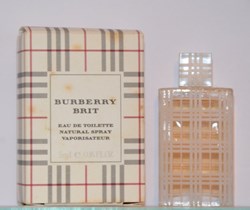 BURBERRY
BRIT
EAU DE TOILETTE
NATURAL SPRAY
VAPORISATEUR